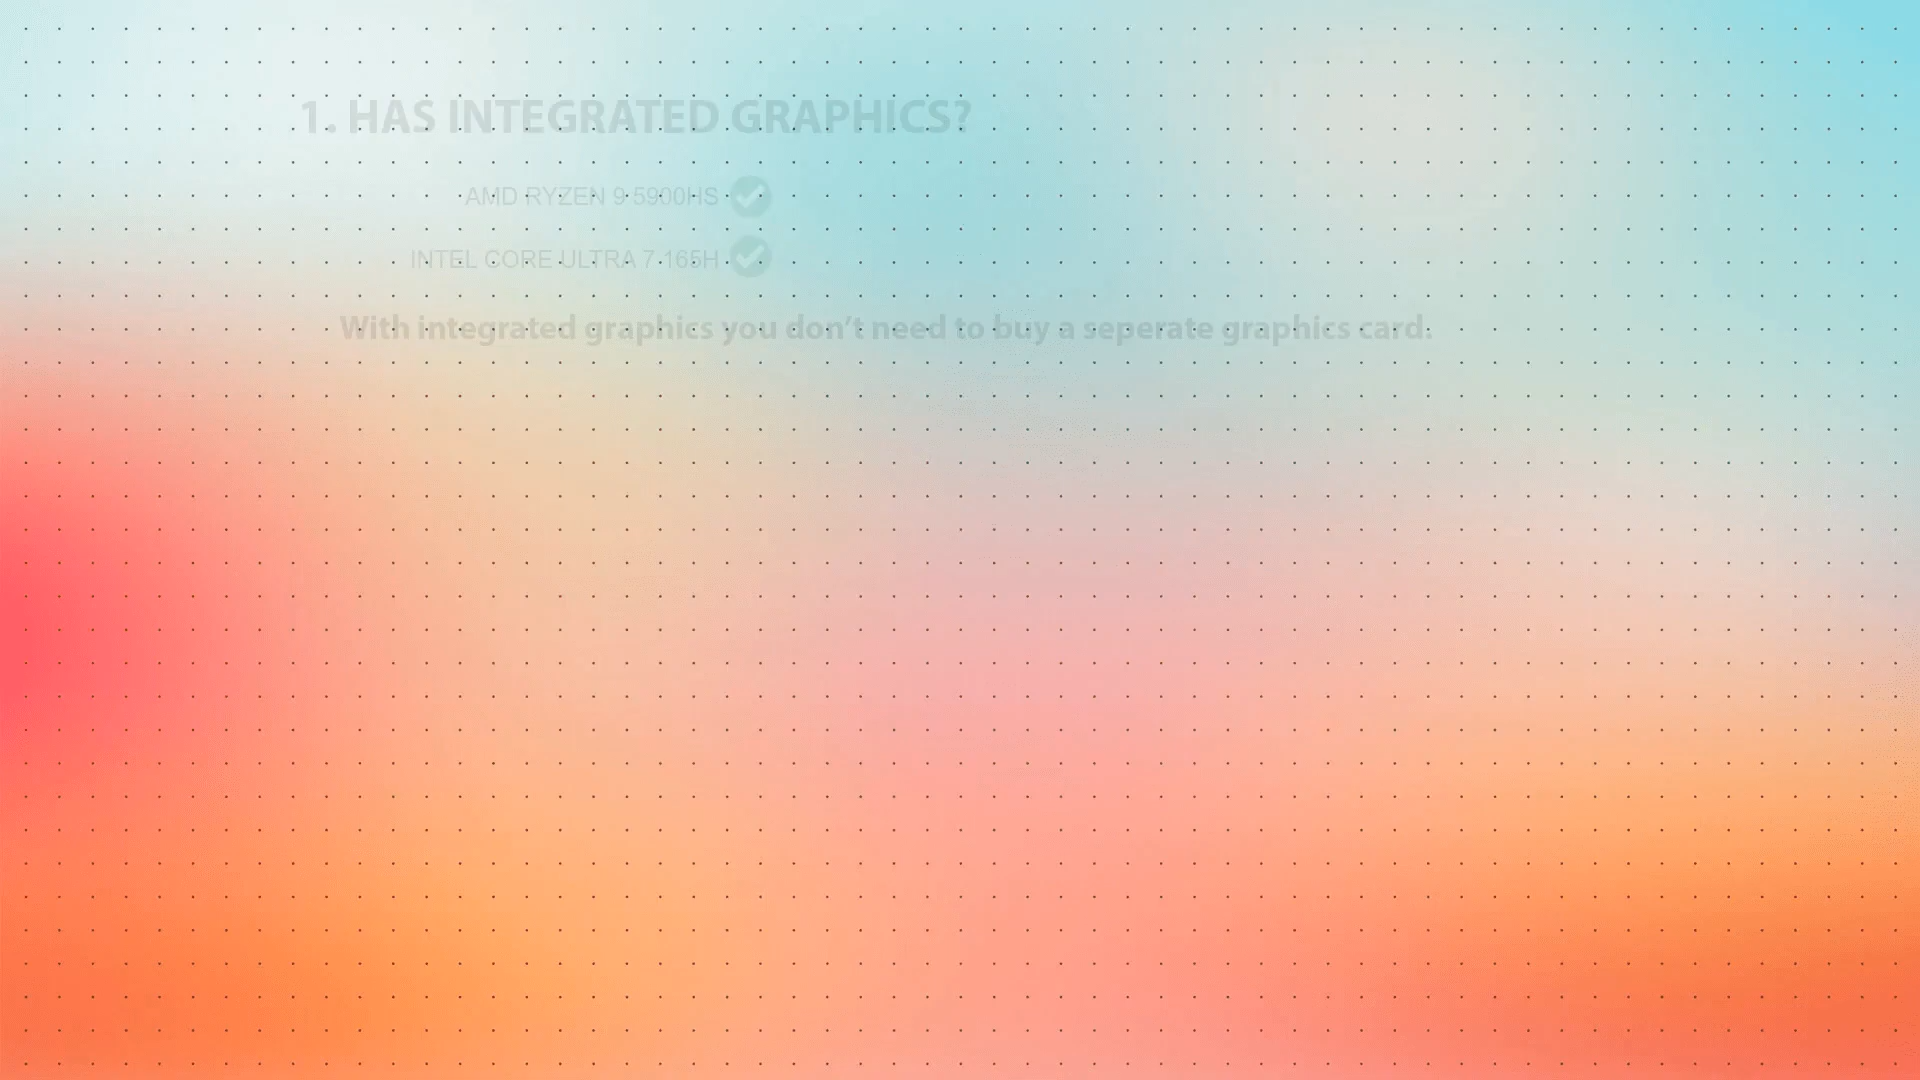 1. HAS INTEGRATED GRAPHICS?
AMD RYZEN 9 5900HS
INTEL CORE ULTRA 7 165H
With integrated graphics you don’t need to buy a seperate graphics card.